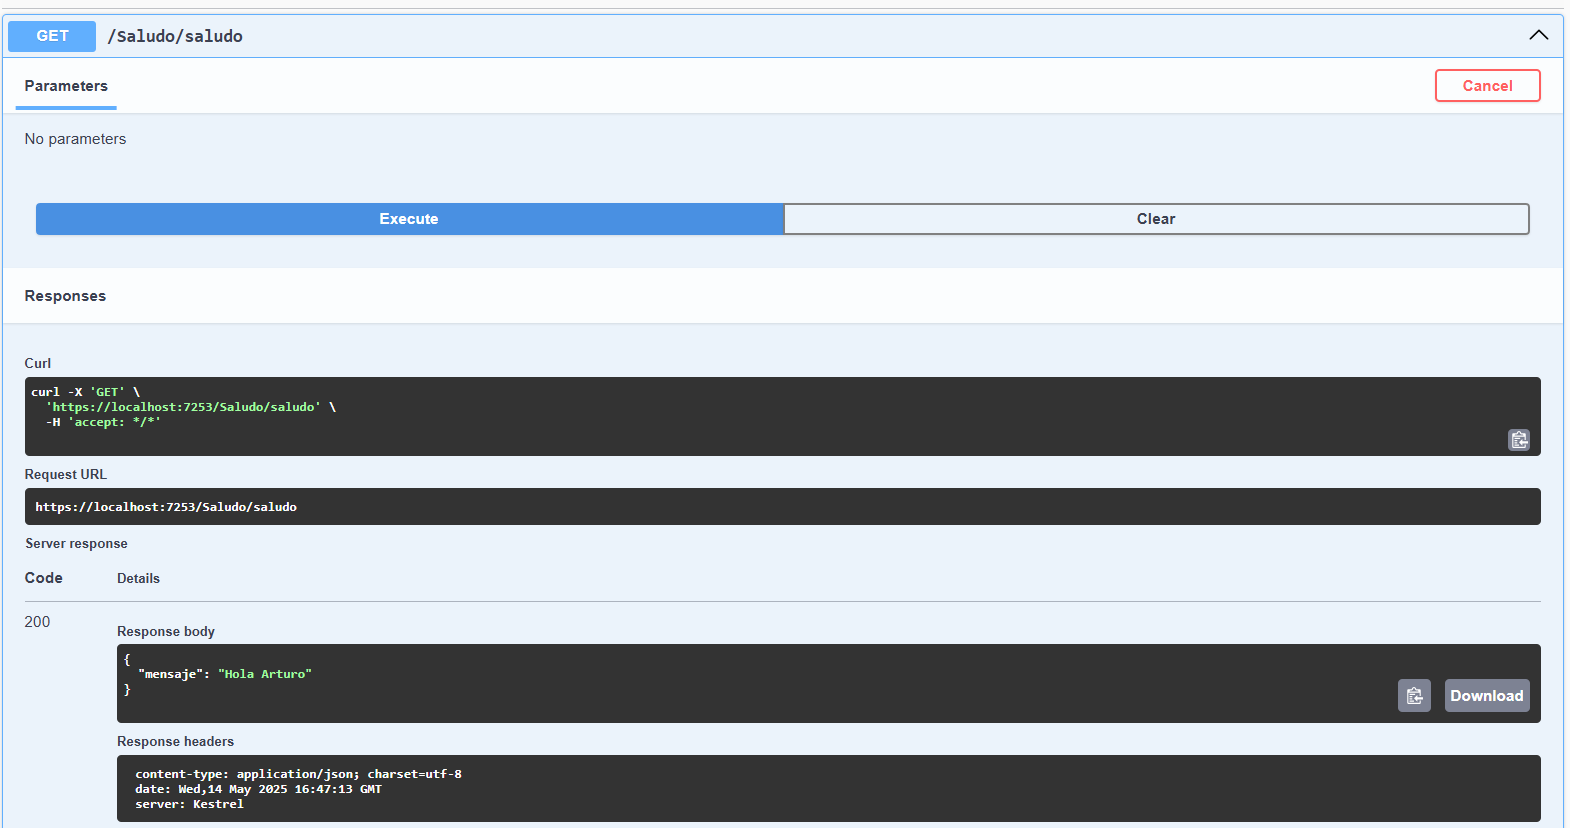 GET /Saludo/saludo
Parameters
Cancel
No parameters
Execute
Clear
Responses
Curl
curl -X 'GET' \
  'https://localhost:7253/Saludo/saludo' \
  -H 'accept: */*'
Request URL
https://localhost:7253/Saludo/saludo
Server response
Code Details
200
Response body
{
  "mensaje": "Hola Arturo"
}
Download
Response headers
content-type: application/json; charset=utf-8
date: Wed,14 May 2025 16:47:13 GMT
server: Kestrel